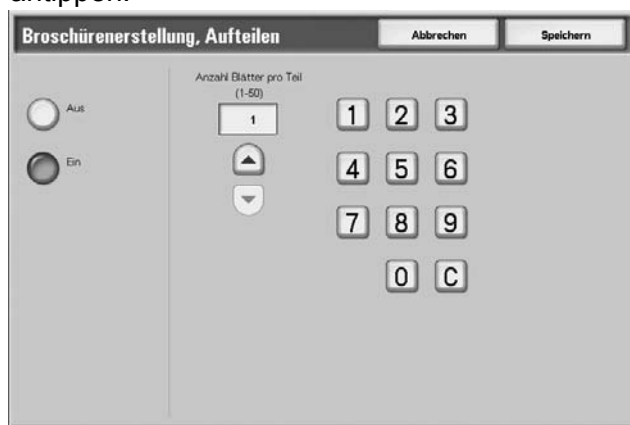 antippen.
Broschürenerstellung, Aufteilen
Abbrechen
Speichern
Anzahl Blätter pro Teil
(1-50)
Aus
1
1 2 3
Ein
4 5 6
7 8 9
0 C